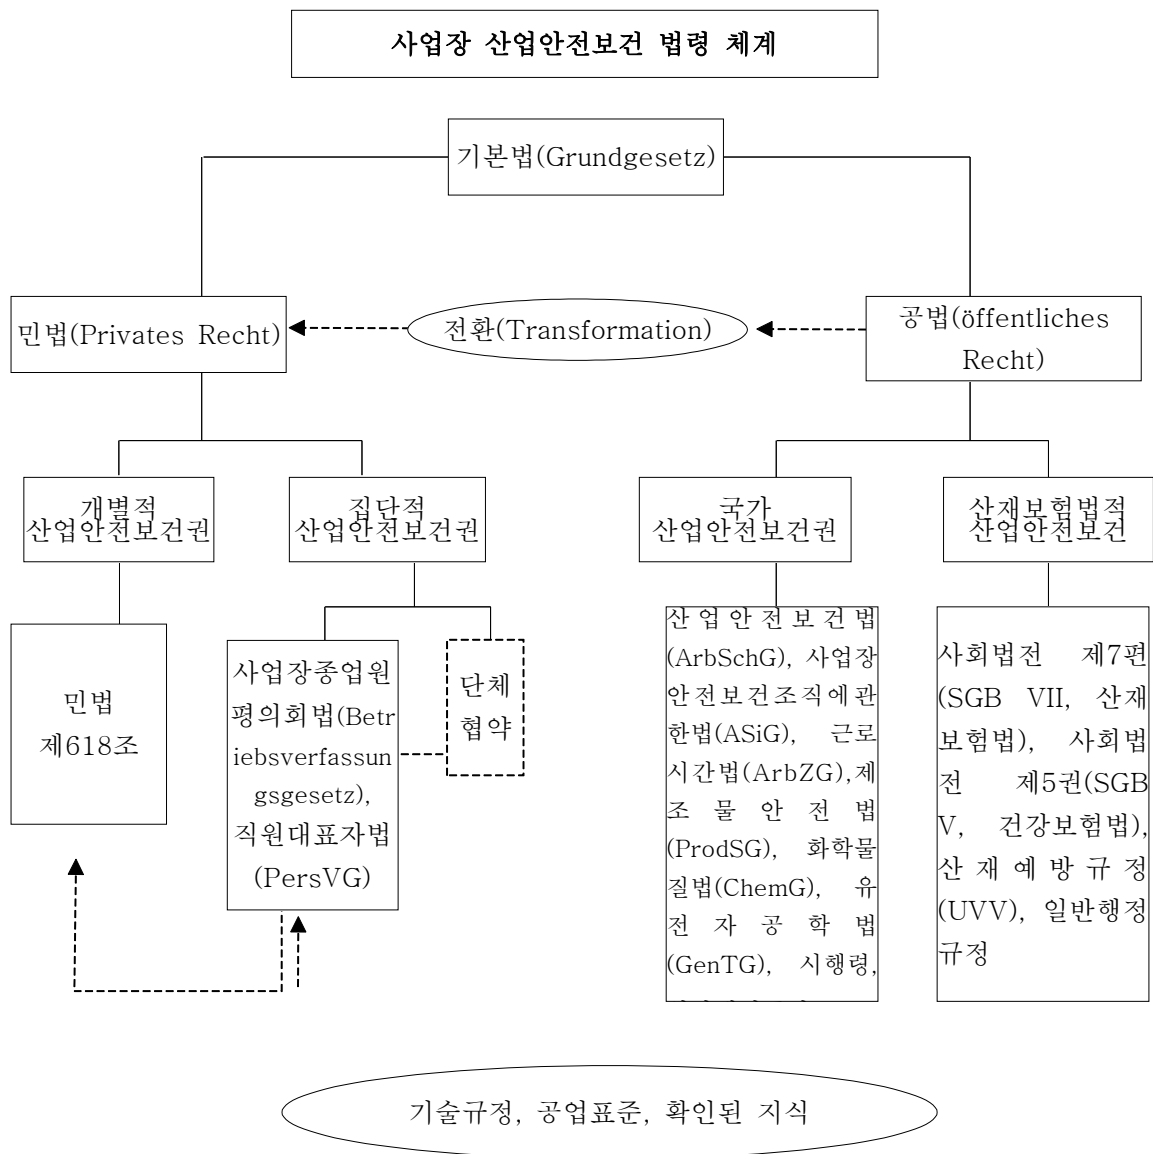 사업장 산업안전보건 법령 체계
기본법(Grundgesetz)
민법(Privates Recht)
전환(Transformation)
공법(öffentliches
Recht)
개별적
산업안전보건권
집단적
산업안전보건권
국가
산업안전보건권
산재보험법적
산업안전보건
민법
제618조
사업장종업원
평의회법(Betr
iebsverfassun
gsgesetz),
직원대표자법
(PersVG)
단체
협약
산업안전보건법
(ArbSchG), 사업장
안전보건조직에관
한법(ASiG), 근로
시간법(ArbZG),제
조물안전법
(ProdSG), 화학물
질법(ChemG), 유
전자공학법
(GenTG), 시행령,
사회법전 제7편
(SGB VII, 산재
보험법), 사회법
전 제5권(SGB
V, 건강보험법),
산재예방규정
(UVV), 일반행정
규정
기술규정, 공업표준, 확인된 지식